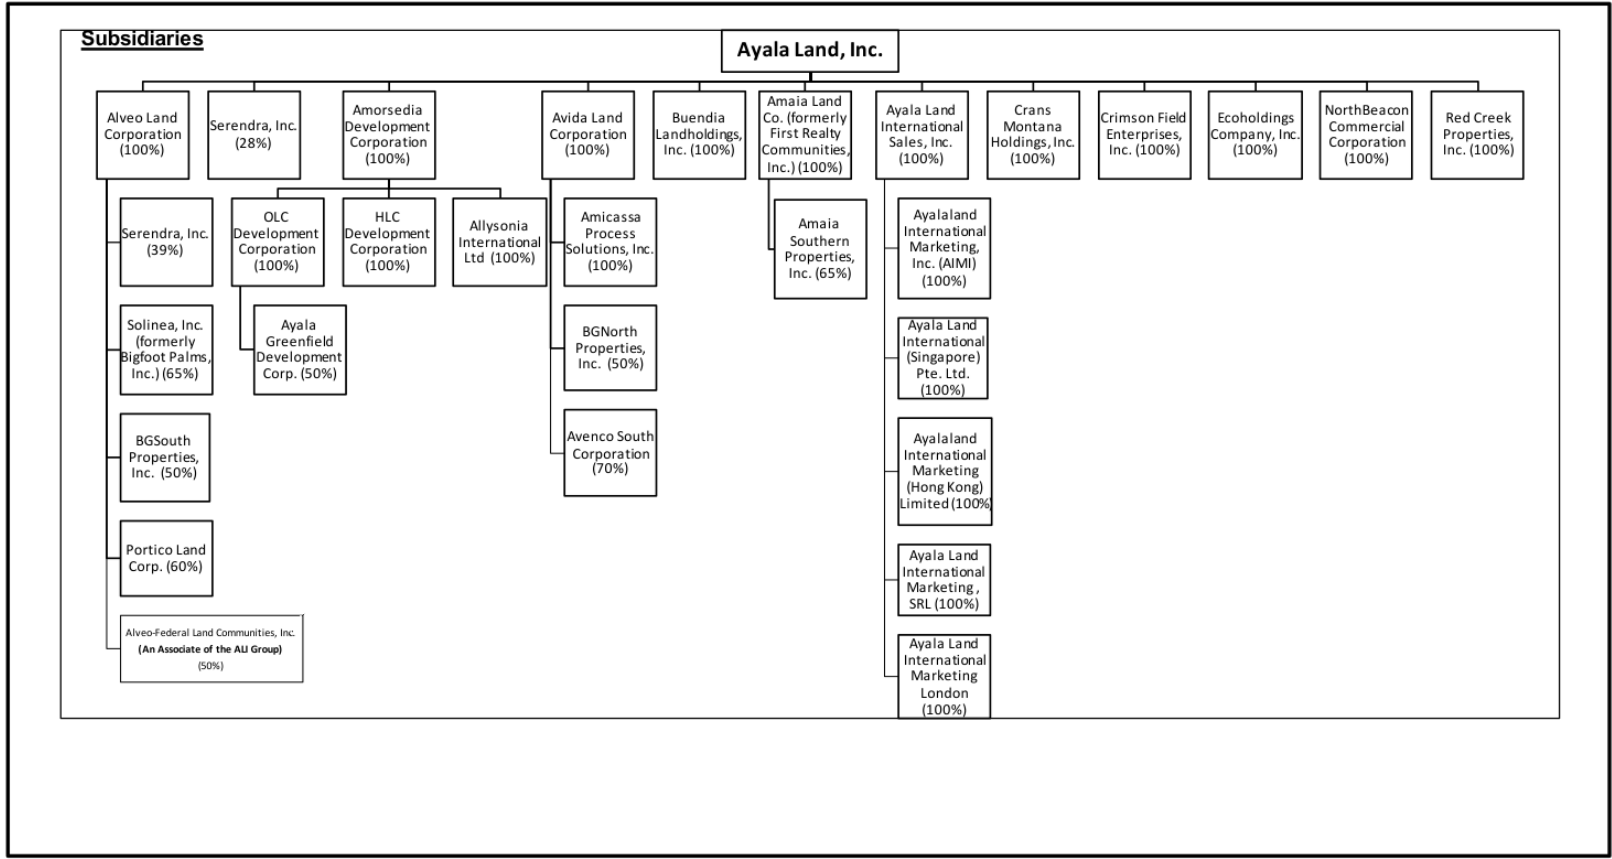 Subsidiaries
Ayala Land, Inc.
Alveo Land
Corporation
(100%)
Serendra, Inc.
(28%)
Amorsedia
Development
Corporation
(100%)
Avida Land
Corporation
(100%)
Buendia
Landholdings,
Inc. (100%)
Amaia Land
Co. (formerly
First Realty
Communities,
Inc.) (100%)
Ayala Land
International
Sales, Inc.
(100%)
Crans
Montana
Holdings, Inc.
(100%)
Crimson Field
Enterprises,
Inc. (100%)
Ecoholdings
Company, Inc.
(100%)
NorthBeacon
Commercial
Corporation
(100%)
Red Creek
Properties,
Inc. (100%)
Serendra, Inc.
(39%)
OLC
Development
Corporation
(100%)
HLC
Development
Corporation
(100%)
Allysonia
International
Ltd (100%)
Amicassa
Process
Solutions, Inc.
(100%)
Amaia
Southern
Properties,
Inc. (65%)
Ayalaland
International
Marketing,
Inc. (AIMI)
(100%)
Solinea, Inc.
(formerly
Bigfoot Palms,
Inc.) (65%)
Ayala
Greenfield
Development
Corp. (50%)
BGNorth
Properties,
Inc. (50%)
Ayala Land
International
(Singapore)
Pte. Ltd.
(100%)
BGSouth
Properties,
Inc. (50%)
Avenco South
Corporation
(70%)
Ayalaland
International
Marketing
(Hong Kong)
Limited (100%)
Portico Land
Corp. (60%)
Ayala Land
International
Marketing ,
SRL (100%)
Alveo-Federal Land Communities, Inc.
(An Associate of the ALI Group)
(50%)
Ayala Land
International
Marketing
London
(100%)